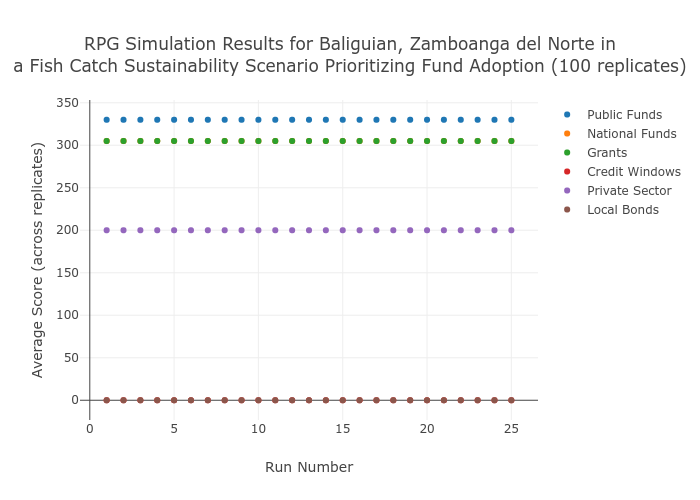 RPG Simulation Results for Baliguian, Zamboanga del Norte in
a Fish Catch Sustainability Scenario Prioritizing Fund Adoption (100 replicates)
350
300
250
200
150
100
50
0
Average Score (across replicates)
0 5 10 15 20 25
Run Number
Public Funds
National Funds
Grants
Credit Windows
Private Sector
Local Bonds